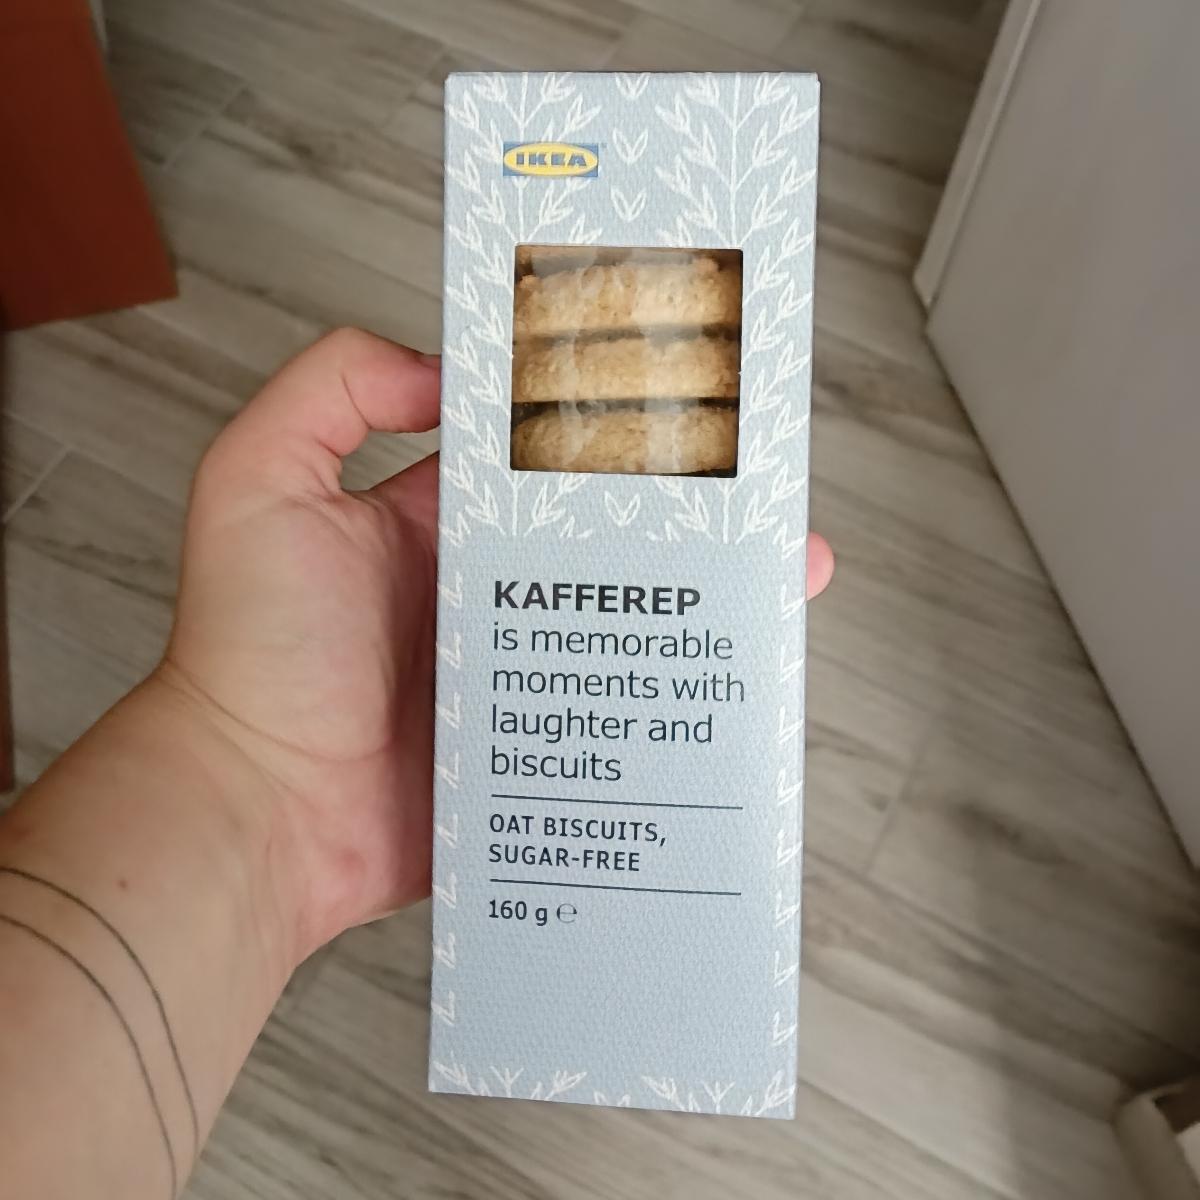 IKEA
KAFFEREP
is memorable
moments with
laughter and
biscuits
OAT BISCUITS,
SUGAR-FREE
160 g ℮